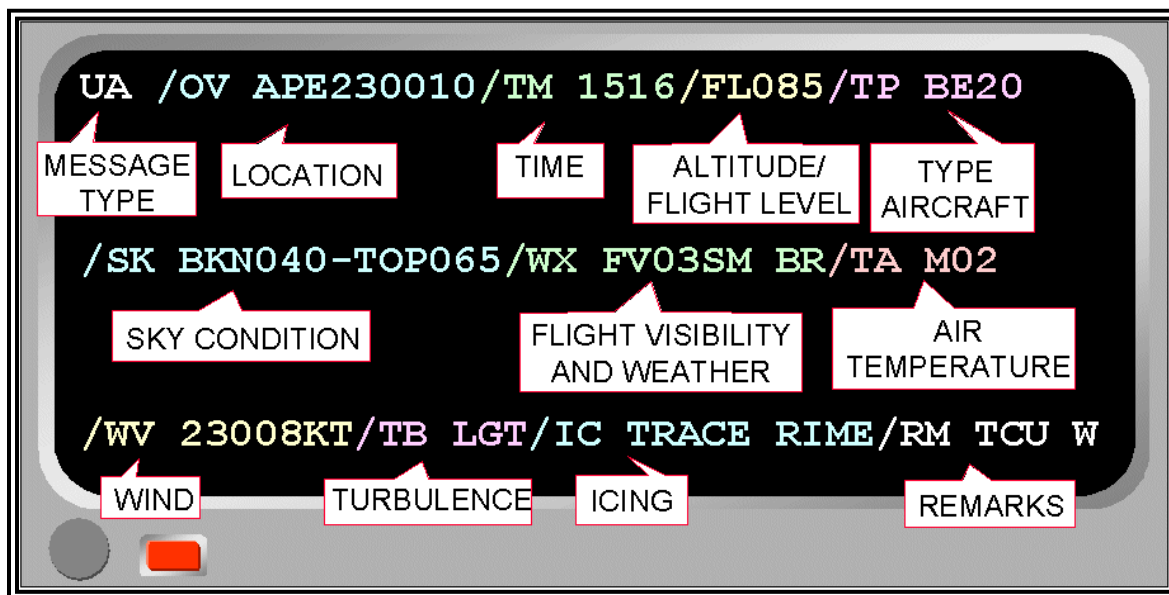 UA /OV APE230010/TM 1516/FL085/TP BE20
MESSAGE
TYPE
LOCATION
TIME
ALTITUDE/
FLIGHT LEVEL
TYPE
AIRCRAFT
/SK BKN040-TOP065/WX FV03SM BR/TA M02
SKY CONDITION
FLIGHT VISIBILITY
AND WEATHER
AIR
TEMPERATURE
/WV 23008KT/TB LGT/IC TRACE RIME/RM TCU W
WIND
TURBULENCE
ICING
REMARKS